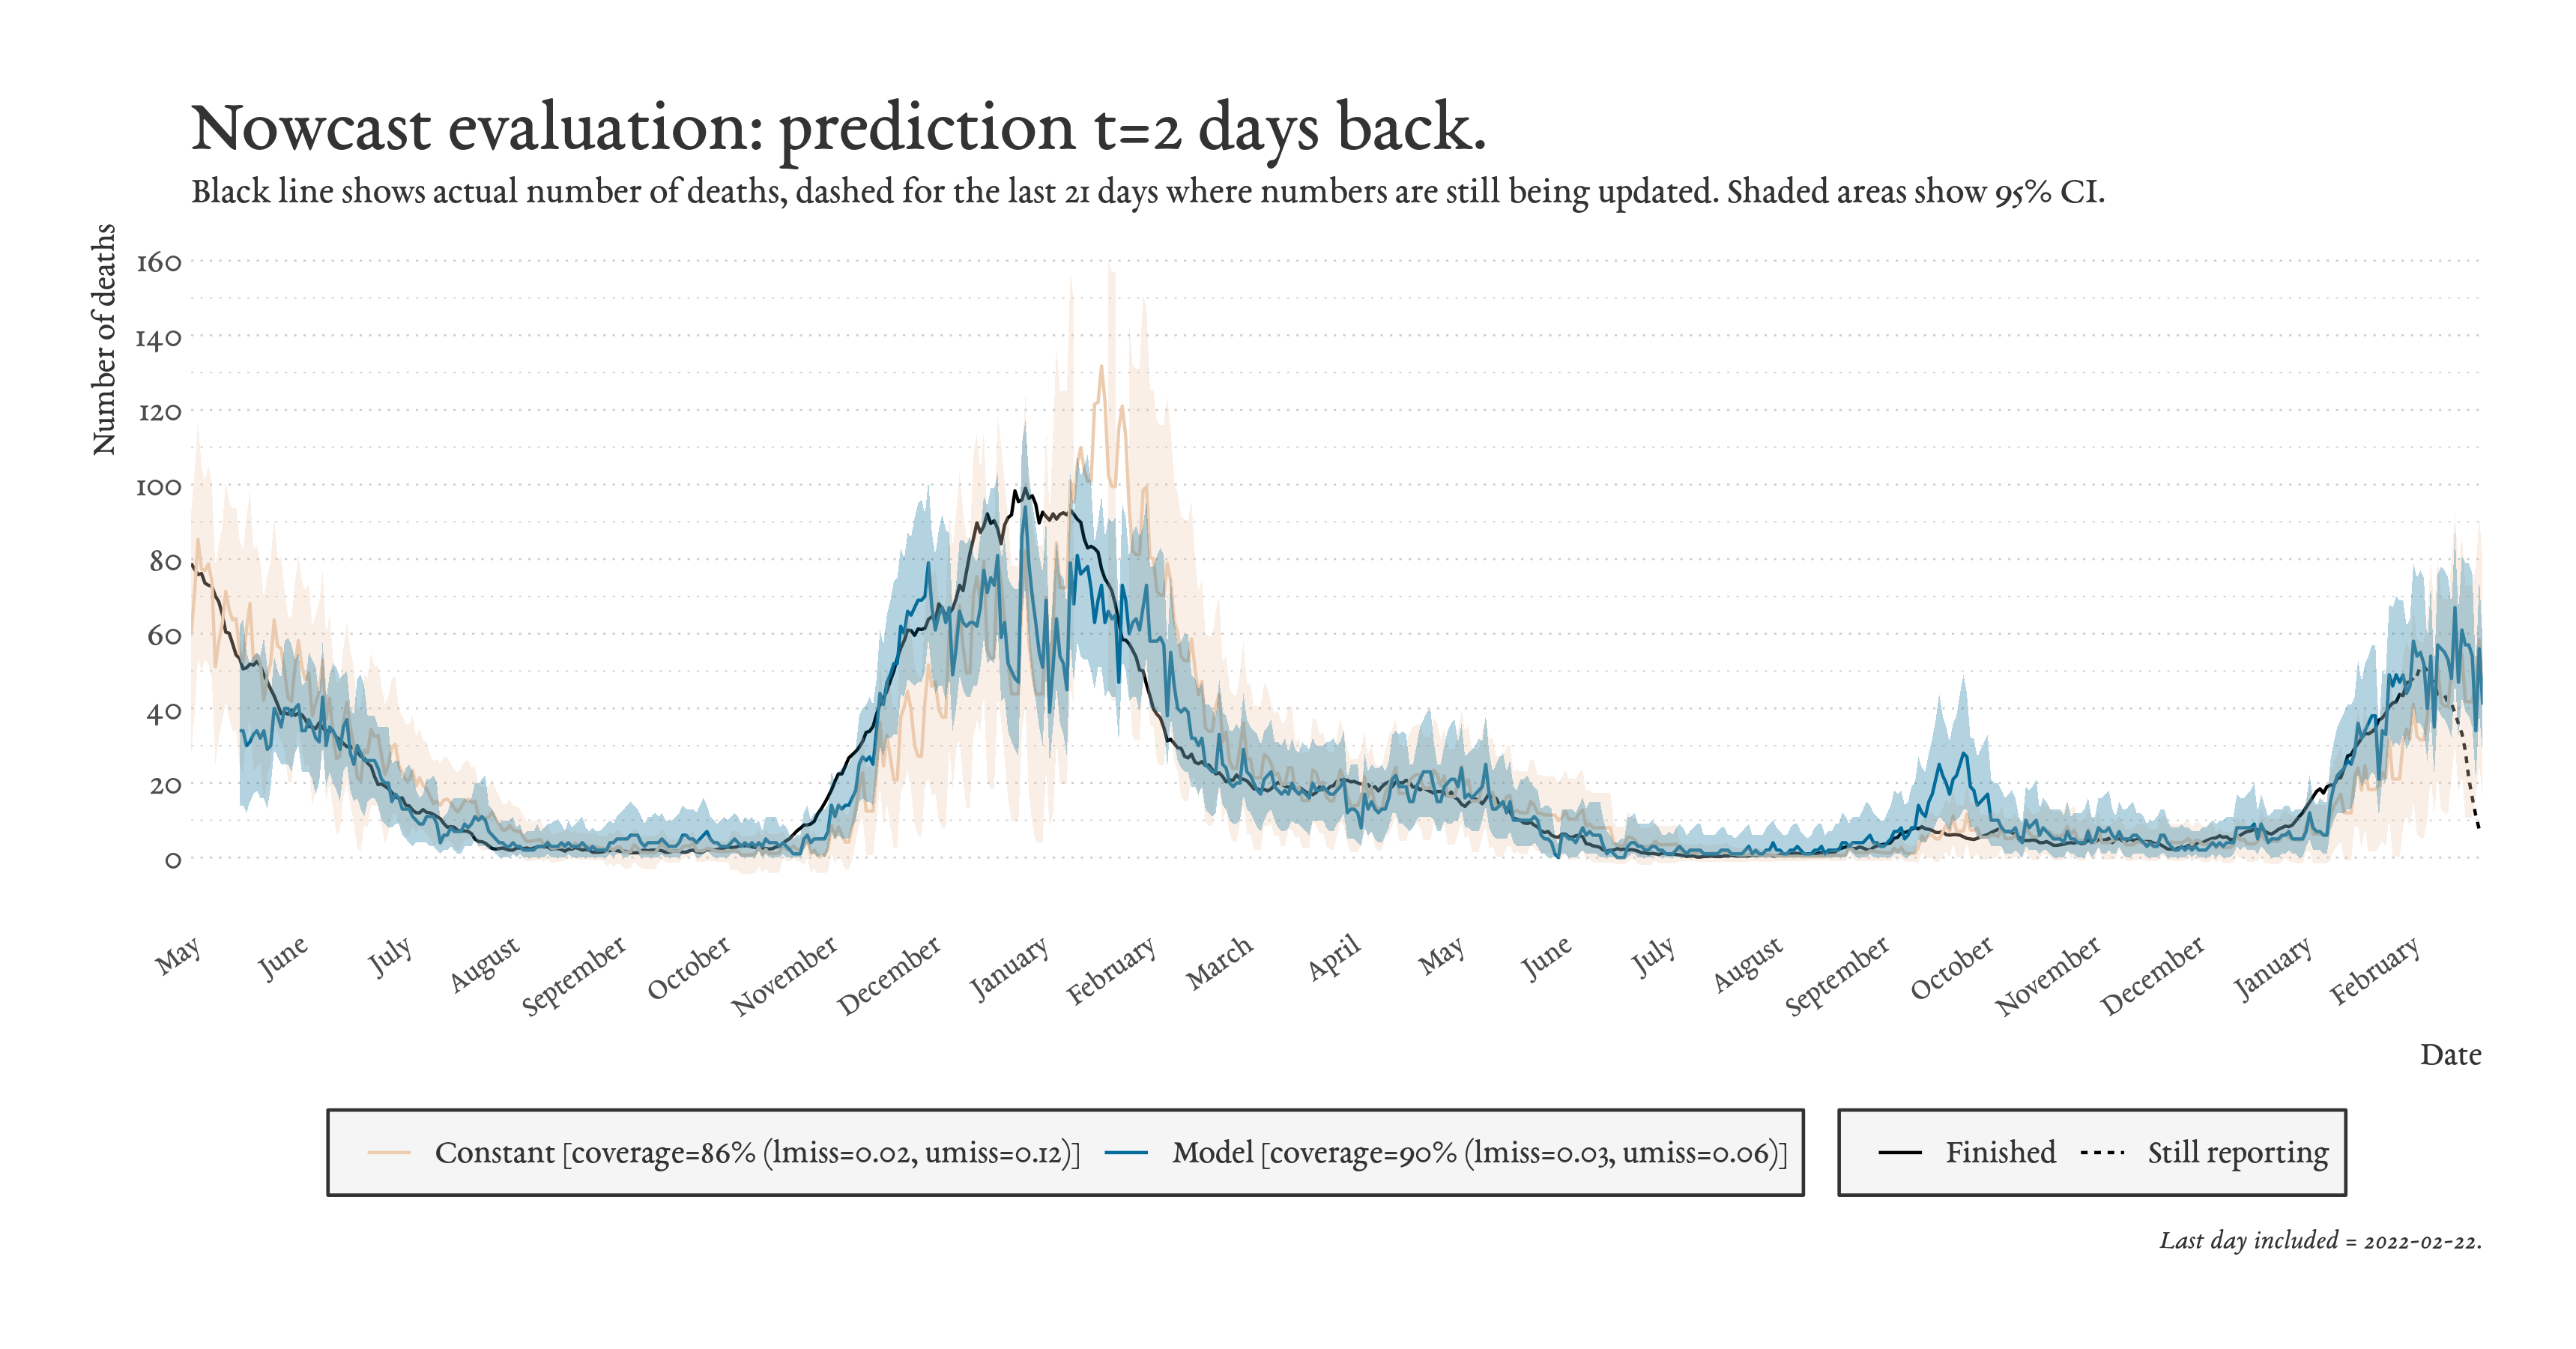 Nowcast evaluation: prediction t=2 days back.
Black line shows actual number of deaths, dashed for the last 21 days where numbers are still being updated. Shaded areas show 95% CI.
Number of deaths
160
140
120
100
80
60
40
20
0
May June July August September October November December January February March April May June July August September October November December January February
Date
Constant [coverage=86% (lmiss=0.02, umiss=0.12)] Model [coverage=90% (lmiss=0.03, umiss=0.06)] Finished Still reporting
Last day included = 2022-02-22.